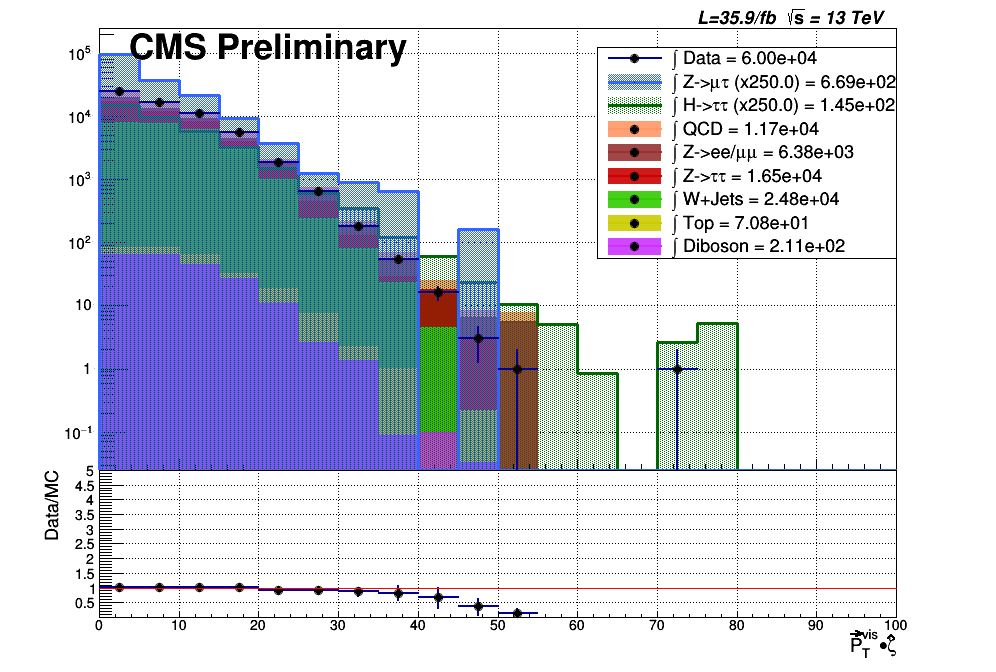 L=35.9/fb √s = 13 TeV
CMS Preliminary
10⁵
10⁴
10³
10²
10
1
10⁻¹
∫ Data = 6.00e+04
∫ Z->μτ (x250.0) = 6.69e+02
∫ H->ττ (x250.0) = 1.45e+02
∫ QCD = 1.17e+04
∫ Z->ee/μμ = 6.38e+03
∫ Z->ττ = 1.65e+04
∫ W+Jets = 2.48e+04
∫ Top = 7.08e+01
∫ Diboson = 2.11e+02
Data/MC
5
4.5
4
3.5
3
2.5
2
1.5
1
0.5
0 10 20 30 40 50 60 70 80 90 100
P⃗_T^vis •ζ̂